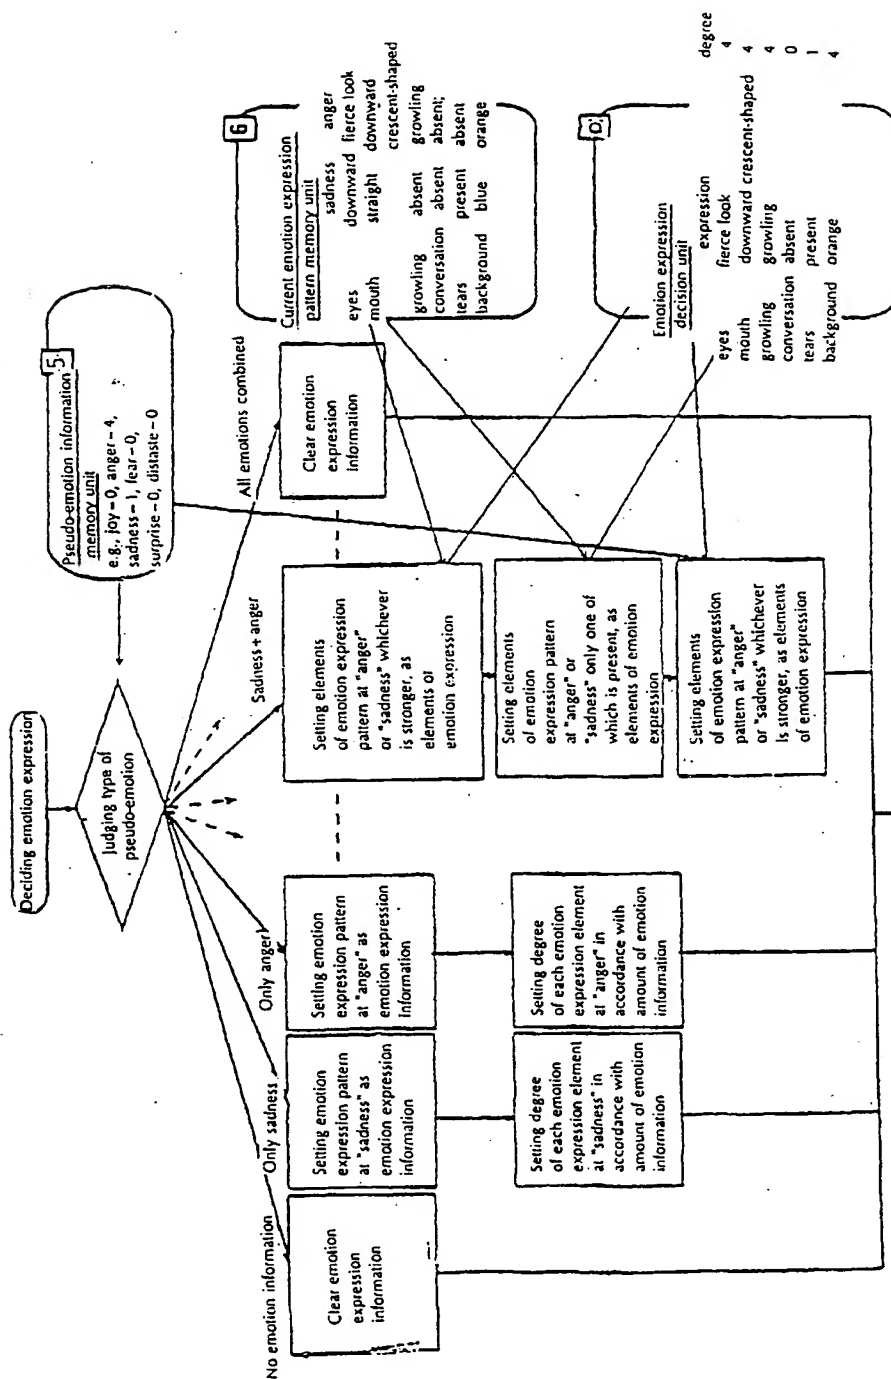 Deciding emotion expression
Judging type of
pseudo-emotion
5
Pseudo-emotion information
memory unit
e.g., joy=0, anger=4,
sadness=1, fear=0,
surprise=0, distaste=0
No emotion information
Only sadness
Only anger
Sadness + anger
All emotions combined
Clear emotion
expression
information
Setting emotion
expression pattern
at "sadness" as
emotion expression
information
Setting degree
of each emotion
expression element
at "sadness" in
accordance with
amount of emotion
information
Setting emotion
expression pattern
at "anger" as
emotion expression
information
Setting degree
of each emotion
expression element
at "anger" in
accordance with
amount of emotion
information
Setting elements
of emotion expression
pattern at "anger"
or "sadness" whichever
is stronger, as
elements of
emotion expression
Setting elements
of emotion
expression pattern
at "anger" or
"sadness" only one of
which is present, as
elements of emotion
expression
Setting elements
of emotion expression
pattern at "anger"
or "sadness" whichever
is stronger, as elements
of emotion expression
Clear emotion
expression
information
6
Current emotion expression
pattern memory unit
sadness anger
eyes downward fierce look
mouth straight downward
crescent-shaped
growling absent growling
conversation absent absent;
tears present absent
background blue orange
Emotion expression
decision unit
expression degree
eyes fierce look 4
mouth downward crescent-shaped 4
growling growling 4
conversation absent 0
tears present 1
background orange 4